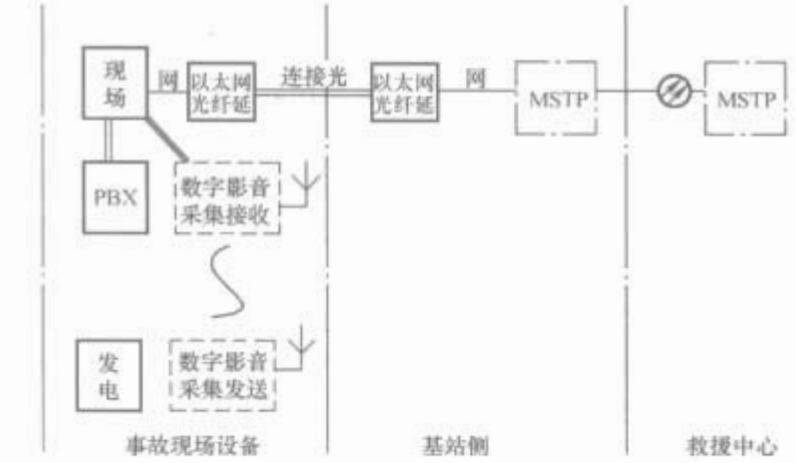 现
场
网
以太网
光纤延
连接光
以太网
光纤延
网
MSTP
MSTP
PBX
数字影音
采集接收
发
电
数字影音
采集发送
事故现场设备
基站侧
救援中心